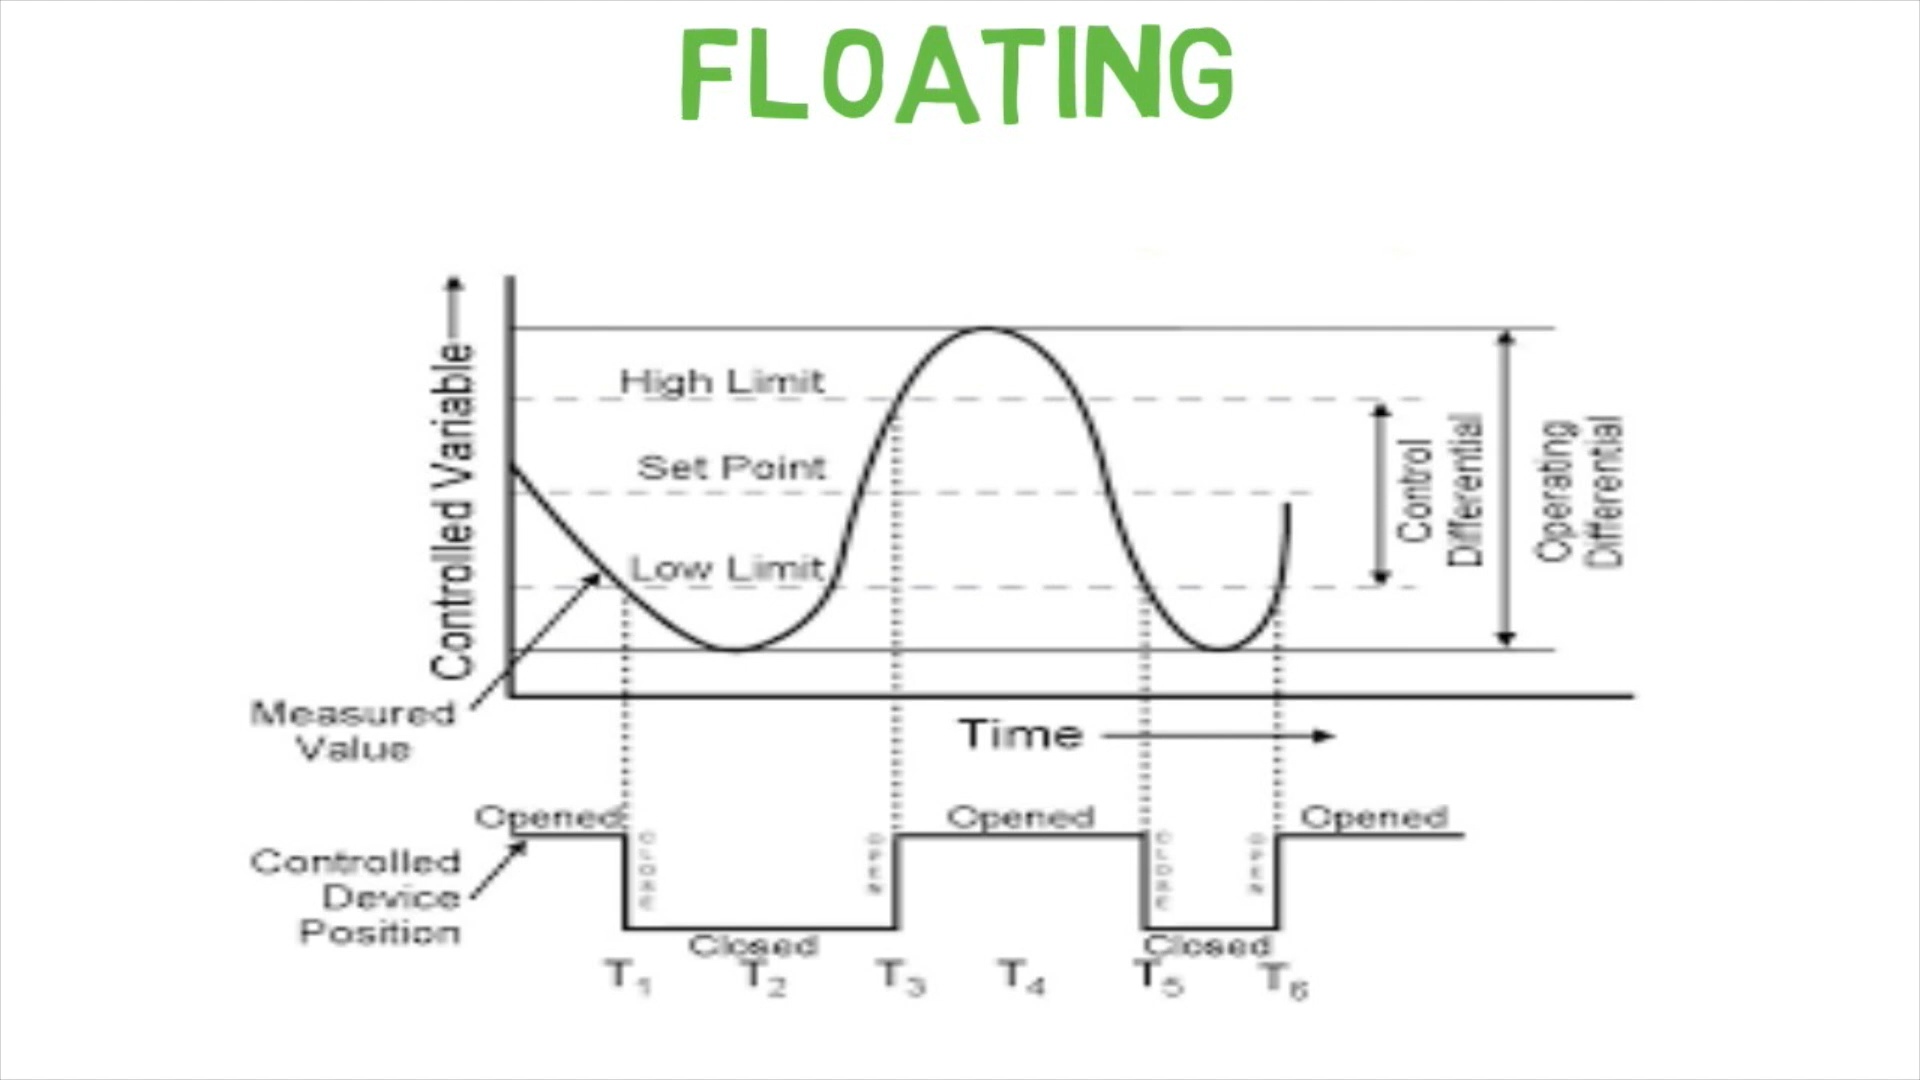 FLOATING
Controlled Variable
High Limit
Set Point
Low Limit
Control
Differential
Operating
Differential
Measured
Value
Time
Opened
Opened
Opened
Controlled
Device
Position
Closed
Closed
T1
T2
T3
T4
T5
T6